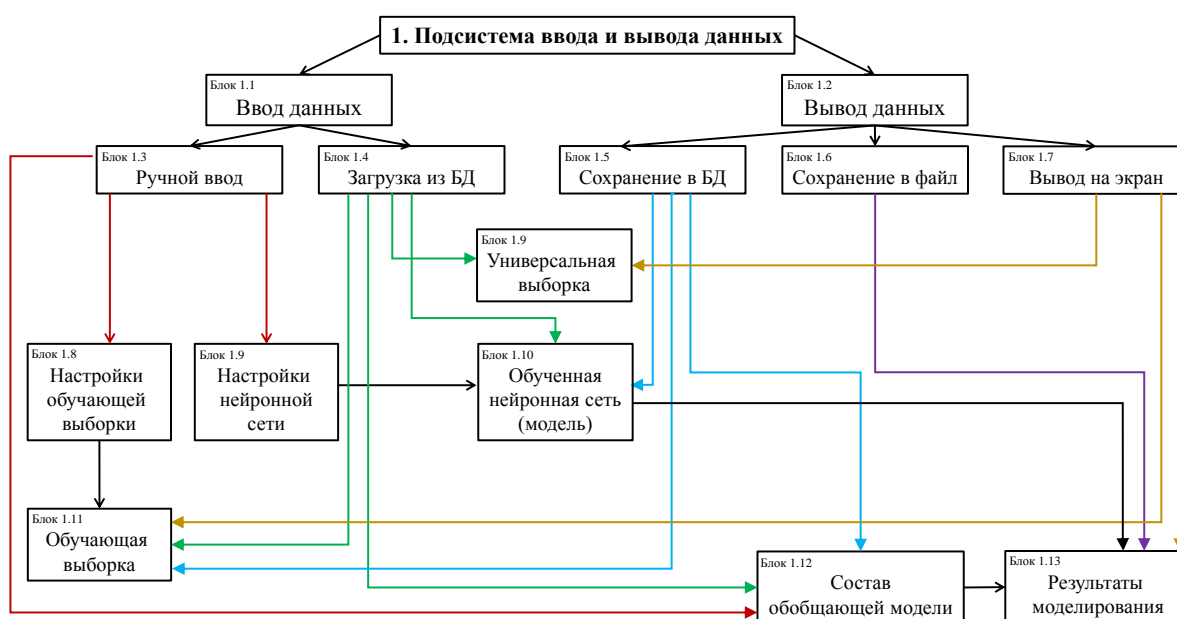 1. Подсистема ввода и вывода данных
Блок 1.1
Ввод данных
Блок 1.2
Вывод данных
Блок 1.3
Ручной ввод
Блок 1.4
Загрузка из БД
Блок 1.5
Сохранение в БД
Блок 1.6
Сохранение в файл
Блок 1.7
Вывод на экран
Блок 1.9
Универсальная
выборка
Блок 1.8
Настройки
обучающей
выборки
Блок 1.9
Настройки
нейронной
сети
Блок 1.10
Обученная
нейронная сеть
(модель)
Блок 1.11
Обучающая
выборка
Блок 1.12
Состав
обобщающей модели
Блок 1.13
Результаты
моделирования